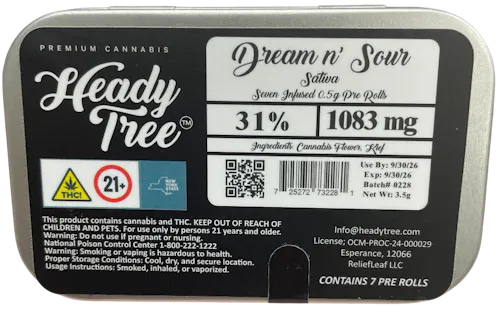 PREMIUM CANNABIS
Heady
Tree™
Dream n' Sour
Sativa
Seven Infused 0.5g Pre Rolls
31%
1083 mg
Ingredients Cannabis Flower, Kief
THC!
21+
NEW
YORK
STATE
7 25272 73228 1
Use By: 9/30/26
Exp: 9/30/26
Batch# 0228
Net Wt: 3.5g
This product contains cannabis and THC. KEEP OUT OF REACH OF
CHILDREN AND PETS. For use only by persons 21 years and older.
Warning: Do not use if pregnant or nursing.
National Poison Control Center 1-800-222-1222
Warning: Smoking or vaping is hazardous to health.
Proper Storage Conditions: Cool, dry, and secure location.
Usage Instructions: Smoked, inhaled, or vaporized.
Info@headytree.com
License; OCM-PROC-24-000029
Esperance, 12066
ReliefLeaf LLC
CONTAINS 7 PRE ROLLS